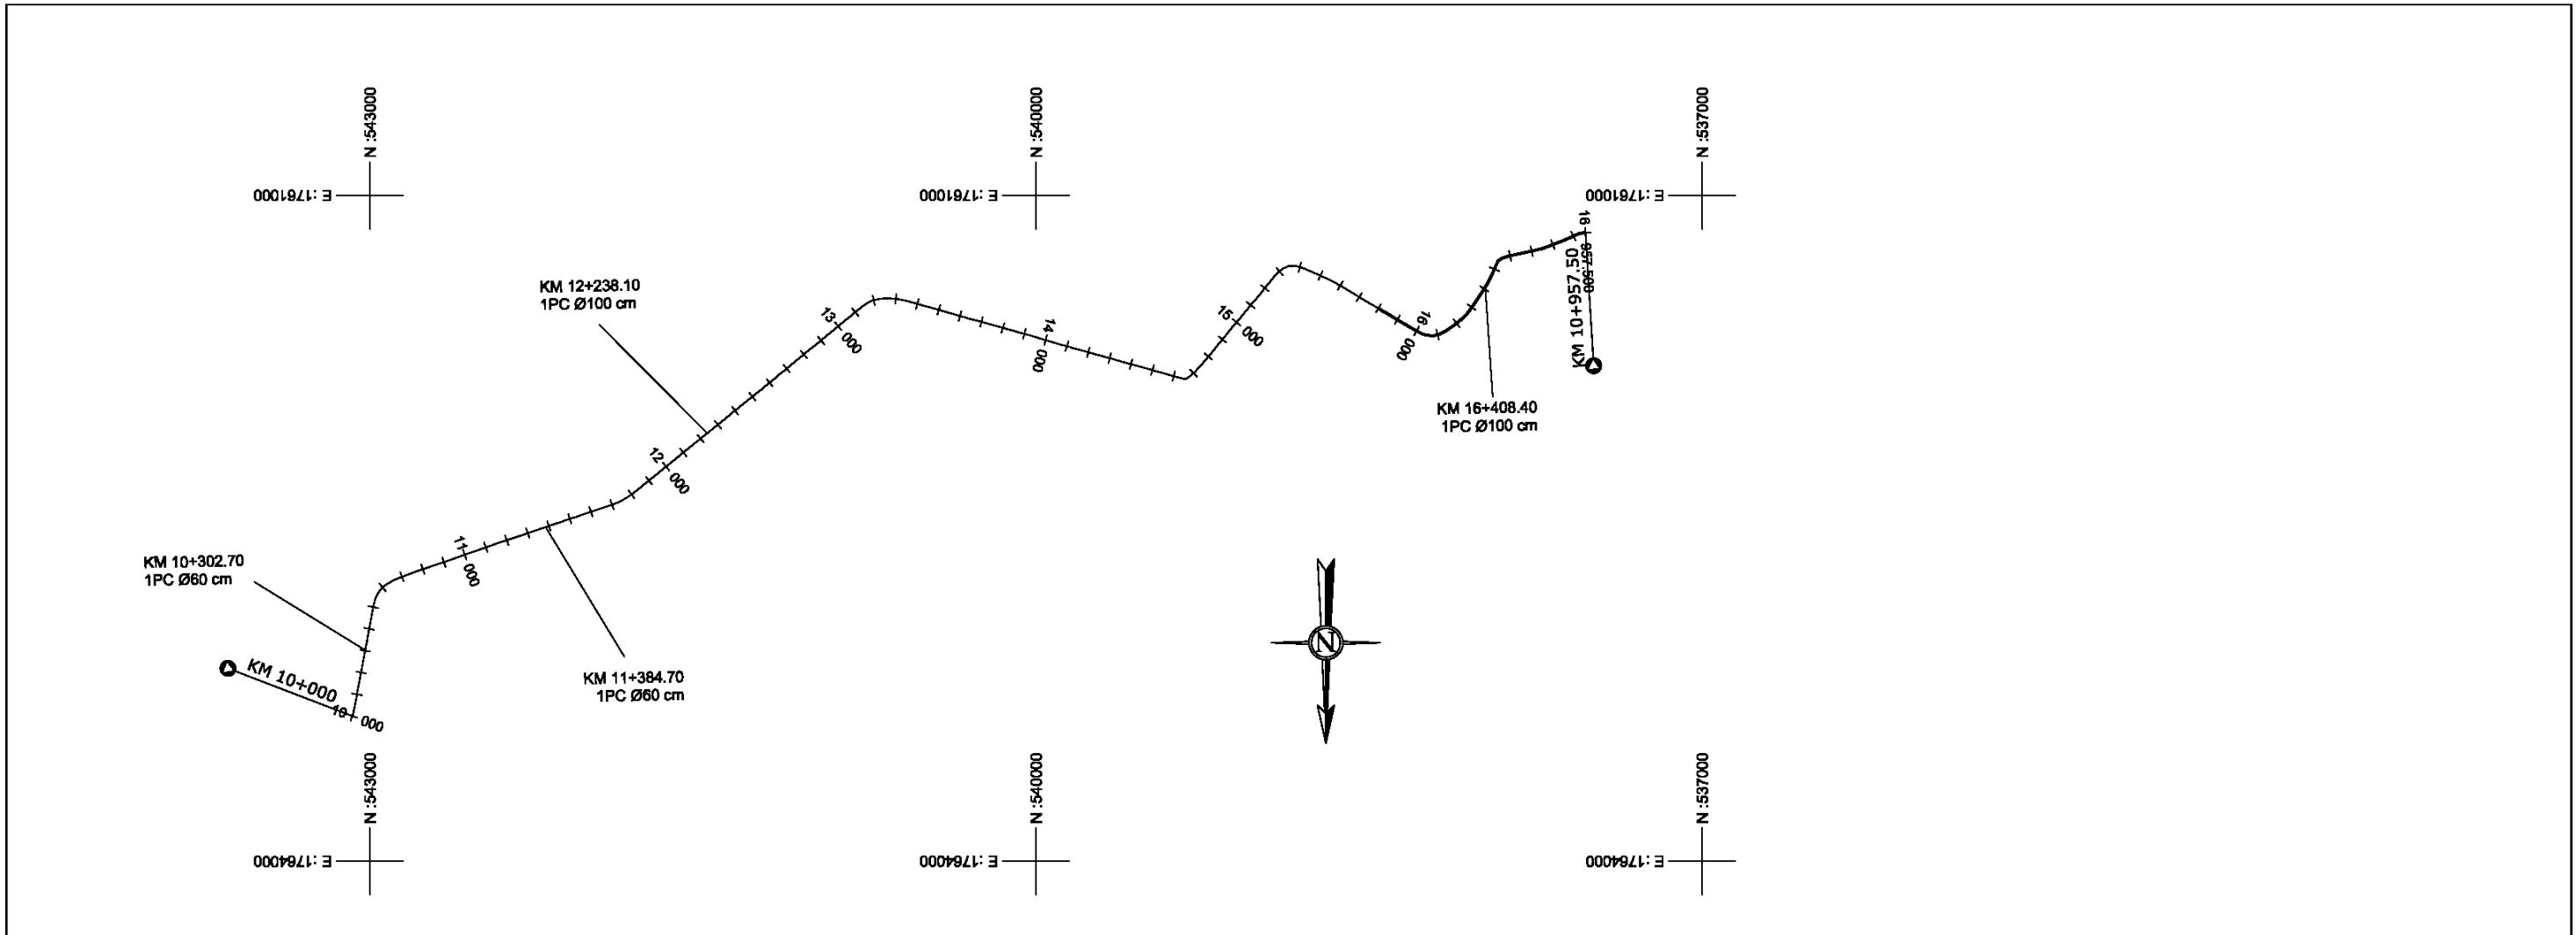 N :543000
N :540000
N :537000
E :1761000
E :1761000
E :1761000
KM 12+238.10
1PC Ø100 cm
16
957.500
KM 10+957.50
13
000
14
000
15
000
16
000
KM 16+408.40
1PC Ø100 cm
12
000
11
000
KM 10+302.70
1PC Ø60 cm
KM 11+384.70
1PC Ø60 cm
KM 10+000
10
000
N
N :543000
N :540000
N :537000
E :1764000
E :1764000
E :1764000